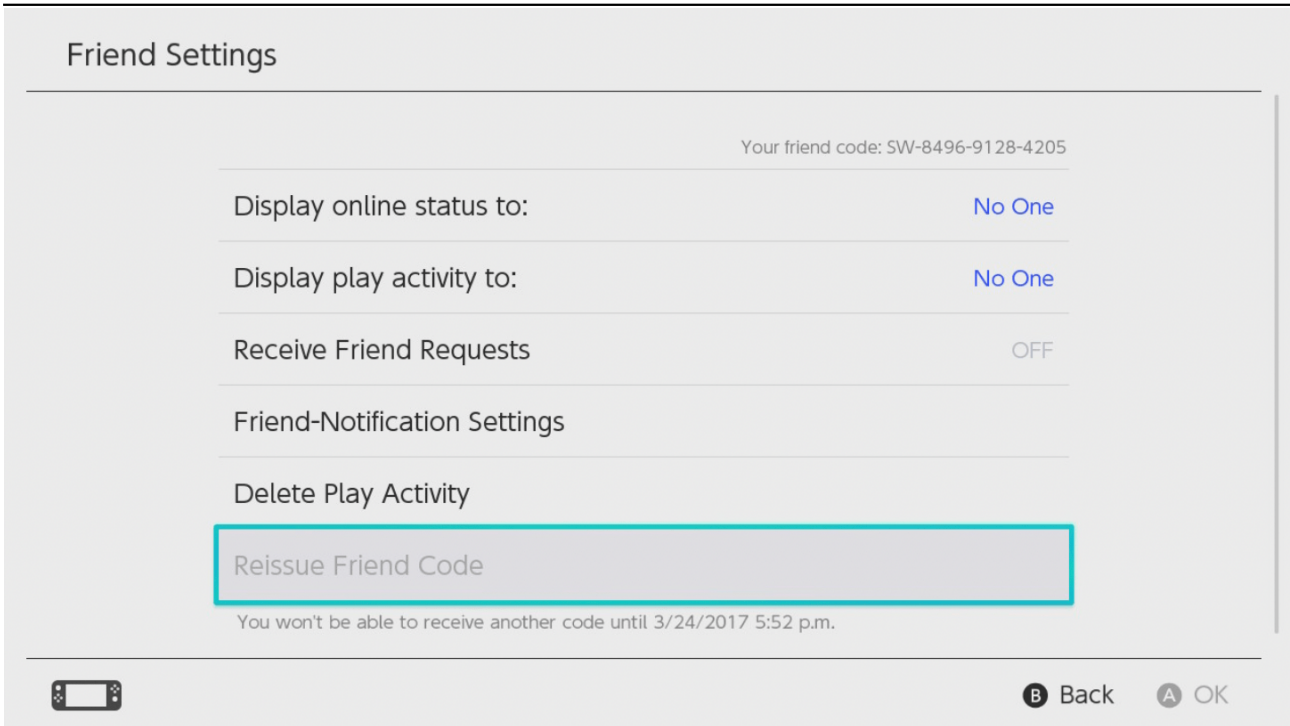 Friend Settings
Your friend code: SW-8496-9128-4205
Display online status to: No One
Display play activity to: No One
Receive Friend Requests OFF
Friend-Notification Settings
Delete Play Activity
Reissue Friend Code
You won't be able to receive another code until 3/24/2017 5:52 p.m.
B Back A OK